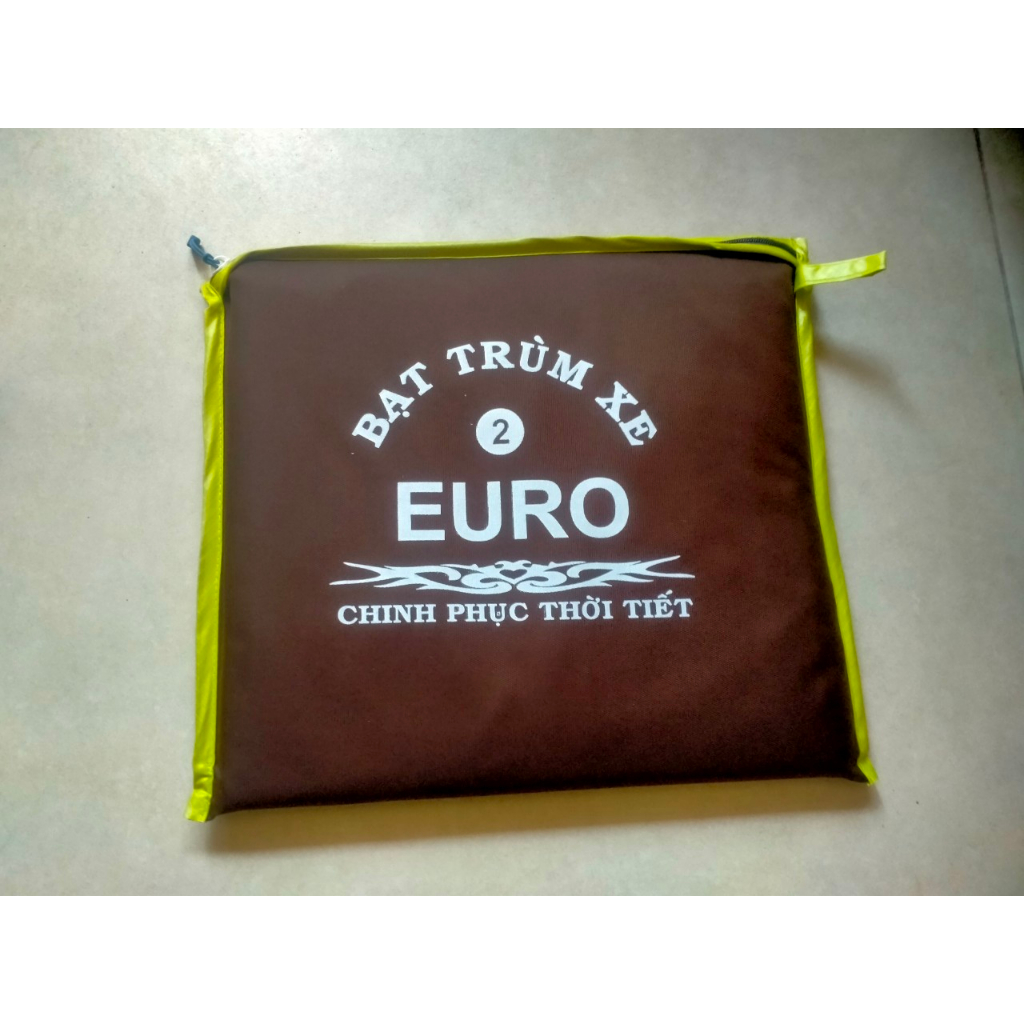 BẠT TRÙM XE
2
EURO
CHINH PHỤC THỜI TIẾT